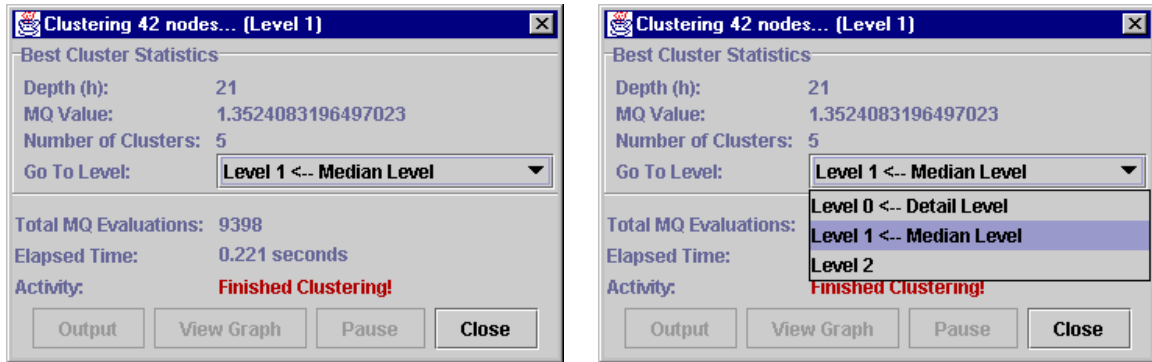 Clustering 42 nodes... (Level 1)
Best Cluster Statistics
Depth (h): 21
MQ Value: 1.3524083196497023
Number of Clusters: 5
Go To Level: Level 1 <-- Median Level
Total MQ Evaluations: 9398
Elapsed Time: 0.221 seconds
Activity: Finished Clustering!
Output View Graph Pause Close
Clustering 42 nodes... (Level 1)
Best Cluster Statistics
Depth (h): 21
MQ Value: 1.3524083196497023
Number of Clusters: 5
Go To Level: Level 1 <-- Median Level
Level 0 <-- Detail Level
Total MQ Evaluations:
Level 1 <-- Median Level
Elapsed Time:
Level 2
Activity: Finished Clustering!
Output View Graph Pause Close